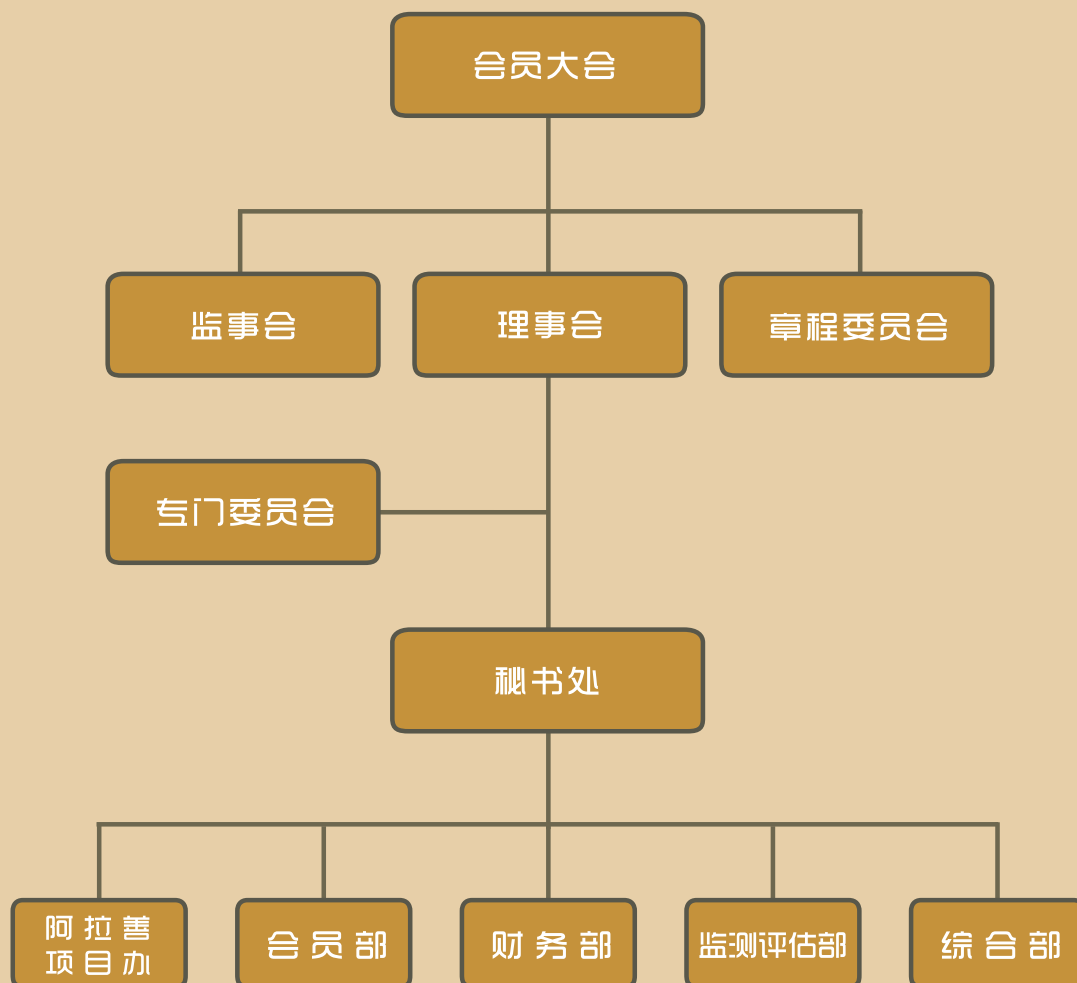 会员大会
监事会
理事会
章程委员会
专门委员会
秘书处
阿拉善
项目办
会员部
财务部
监测评估部
综合部